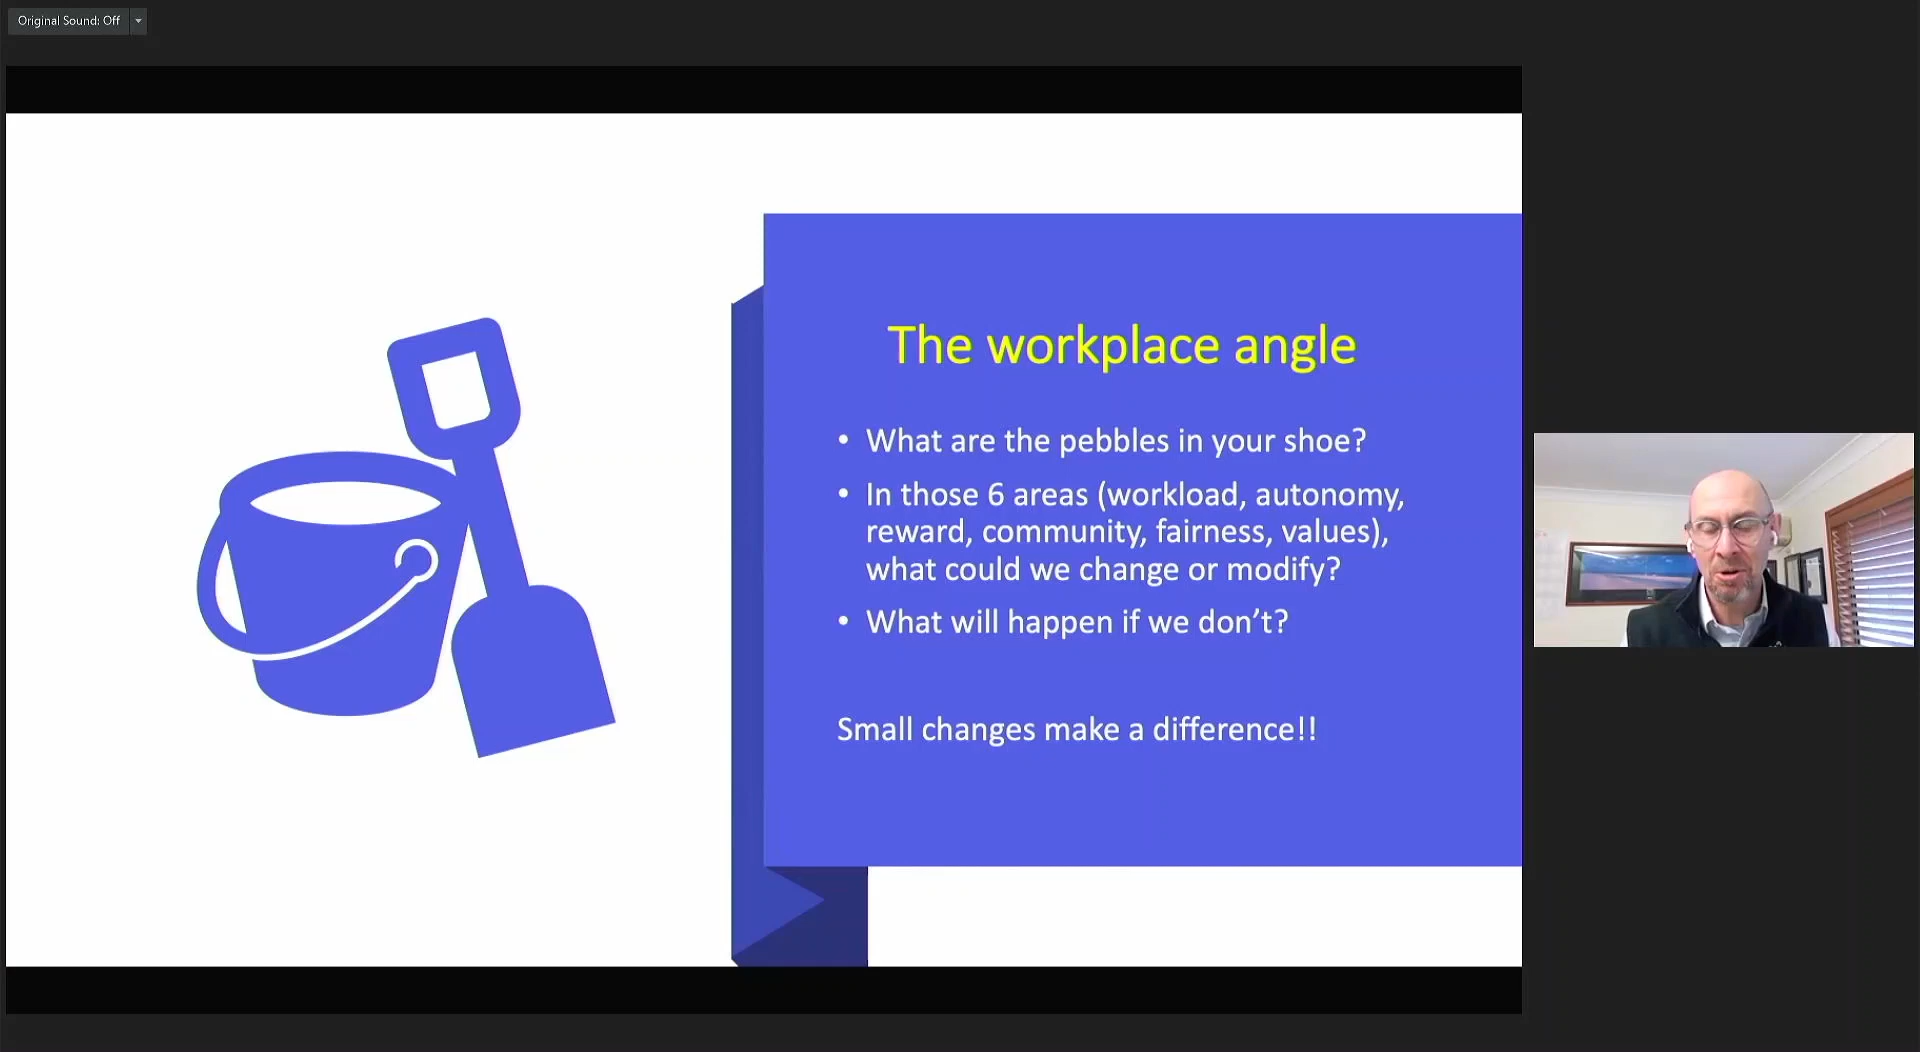 Original Sound: Off
The workplace angle
• What are the pebbles in your shoe?
• In those 6 areas (workload, autonomy,
reward, community, fairness, values),
what could we change or modify?
• What will happen if we don’t?
Small changes make a difference!!